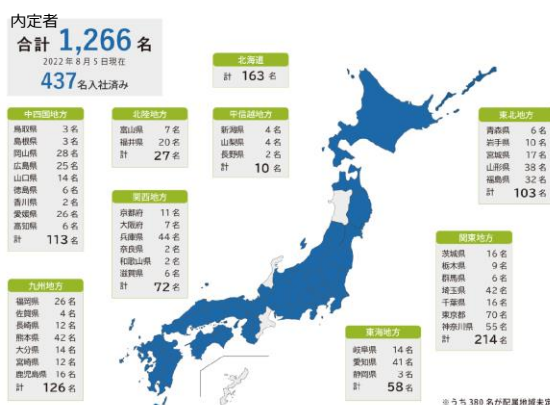 内定者
合計 1,266 名
2022年8月5日現在
437名入社済み
北海道
計 163 名
中四国地方
鳥取県 3 名
島根県 3 名
岡山県 28 名
広島県 25 名
山口県 14 名
徳島県 6 名
香川県 2 名
愛媛県 26 名
高知県 6 名
計 113 名
北陸地方
富山県 7 名
福井県 20 名
計 27 名
甲信越地方
新潟県 4 名
山梨県 4 名
長野県 2 名
計 10 名
東北地方
青森県 6 名
岩手県 10 名
宮城県 17 名
山形県 38 名
福島県 32 名
計 103 名
関西地方
京都府 11 名
大阪府 7 名
兵庫県 44 名
奈良県 2 名
和歌山県 2 名
滋賀県 6 名
計 72 名
関東地方
茨城県 16 名
栃木県 9 名
群馬県 6 名
埼玉県 42 名
千葉県 16 名
東京都 70 名
神奈川県 55 名
計 214 名
九州地方
福岡県 26 名
佐賀県 4 名
長崎県 12 名
熊本県 42 名
大分県 14 名
宮崎県 12 名
鹿児島県 16 名
計 126 名
東海地方
岐阜県 14 名
愛知県 41 名
静岡県 3 名
計 58 名
※うち 380 名が配属地域未定